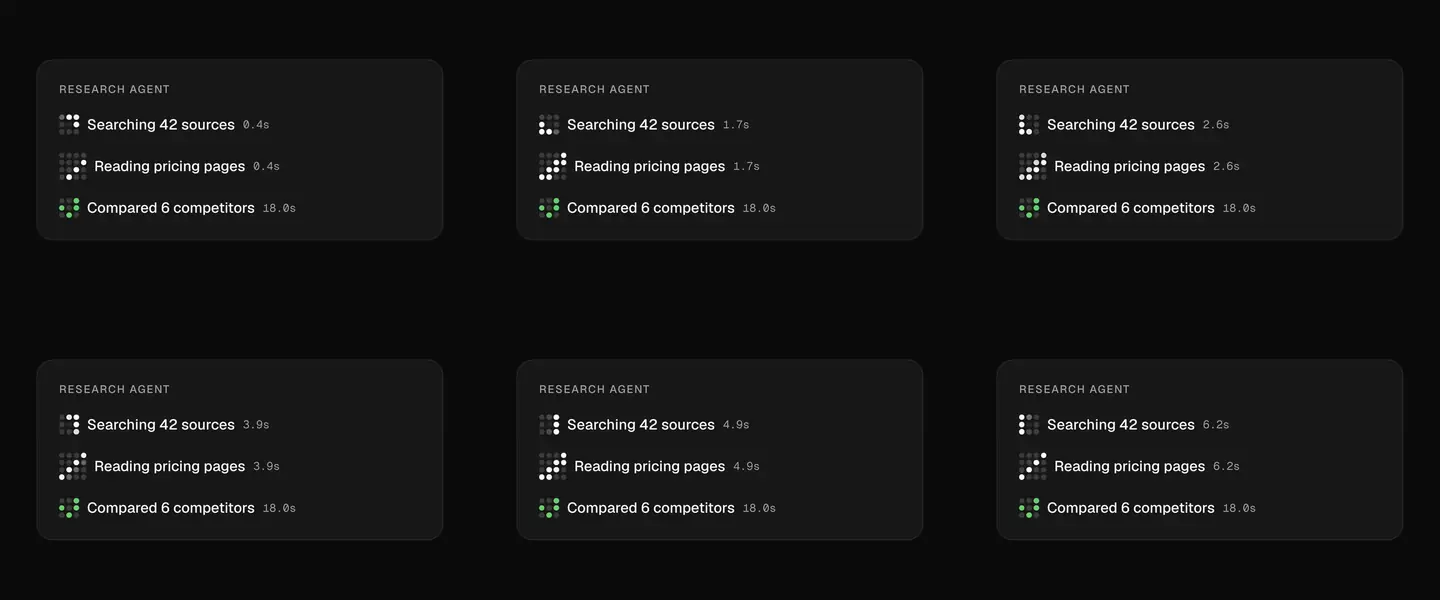 RESEARCH AGENT
Searching 42 sources 0.4s
Reading pricing pages 0.4s
Compared 6 competitors 18.0s
RESEARCH AGENT
Searching 42 sources 1.7s
Reading pricing pages 1.7s
Compared 6 competitors 18.0s
RESEARCH AGENT
Searching 42 sources 2.6s
Reading pricing pages 2.6s
Compared 6 competitors 18.0s
RESEARCH AGENT
Searching 42 sources 3.9s
Reading pricing pages 3.9s
Compared 6 competitors 18.0s
RESEARCH AGENT
Searching 42 sources 4.9s
Reading pricing pages 4.9s
Compared 6 competitors 18.0s
RESEARCH AGENT
Searching 42 sources 6.2s
Reading pricing pages 6.2s
Compared 6 competitors 18.0s